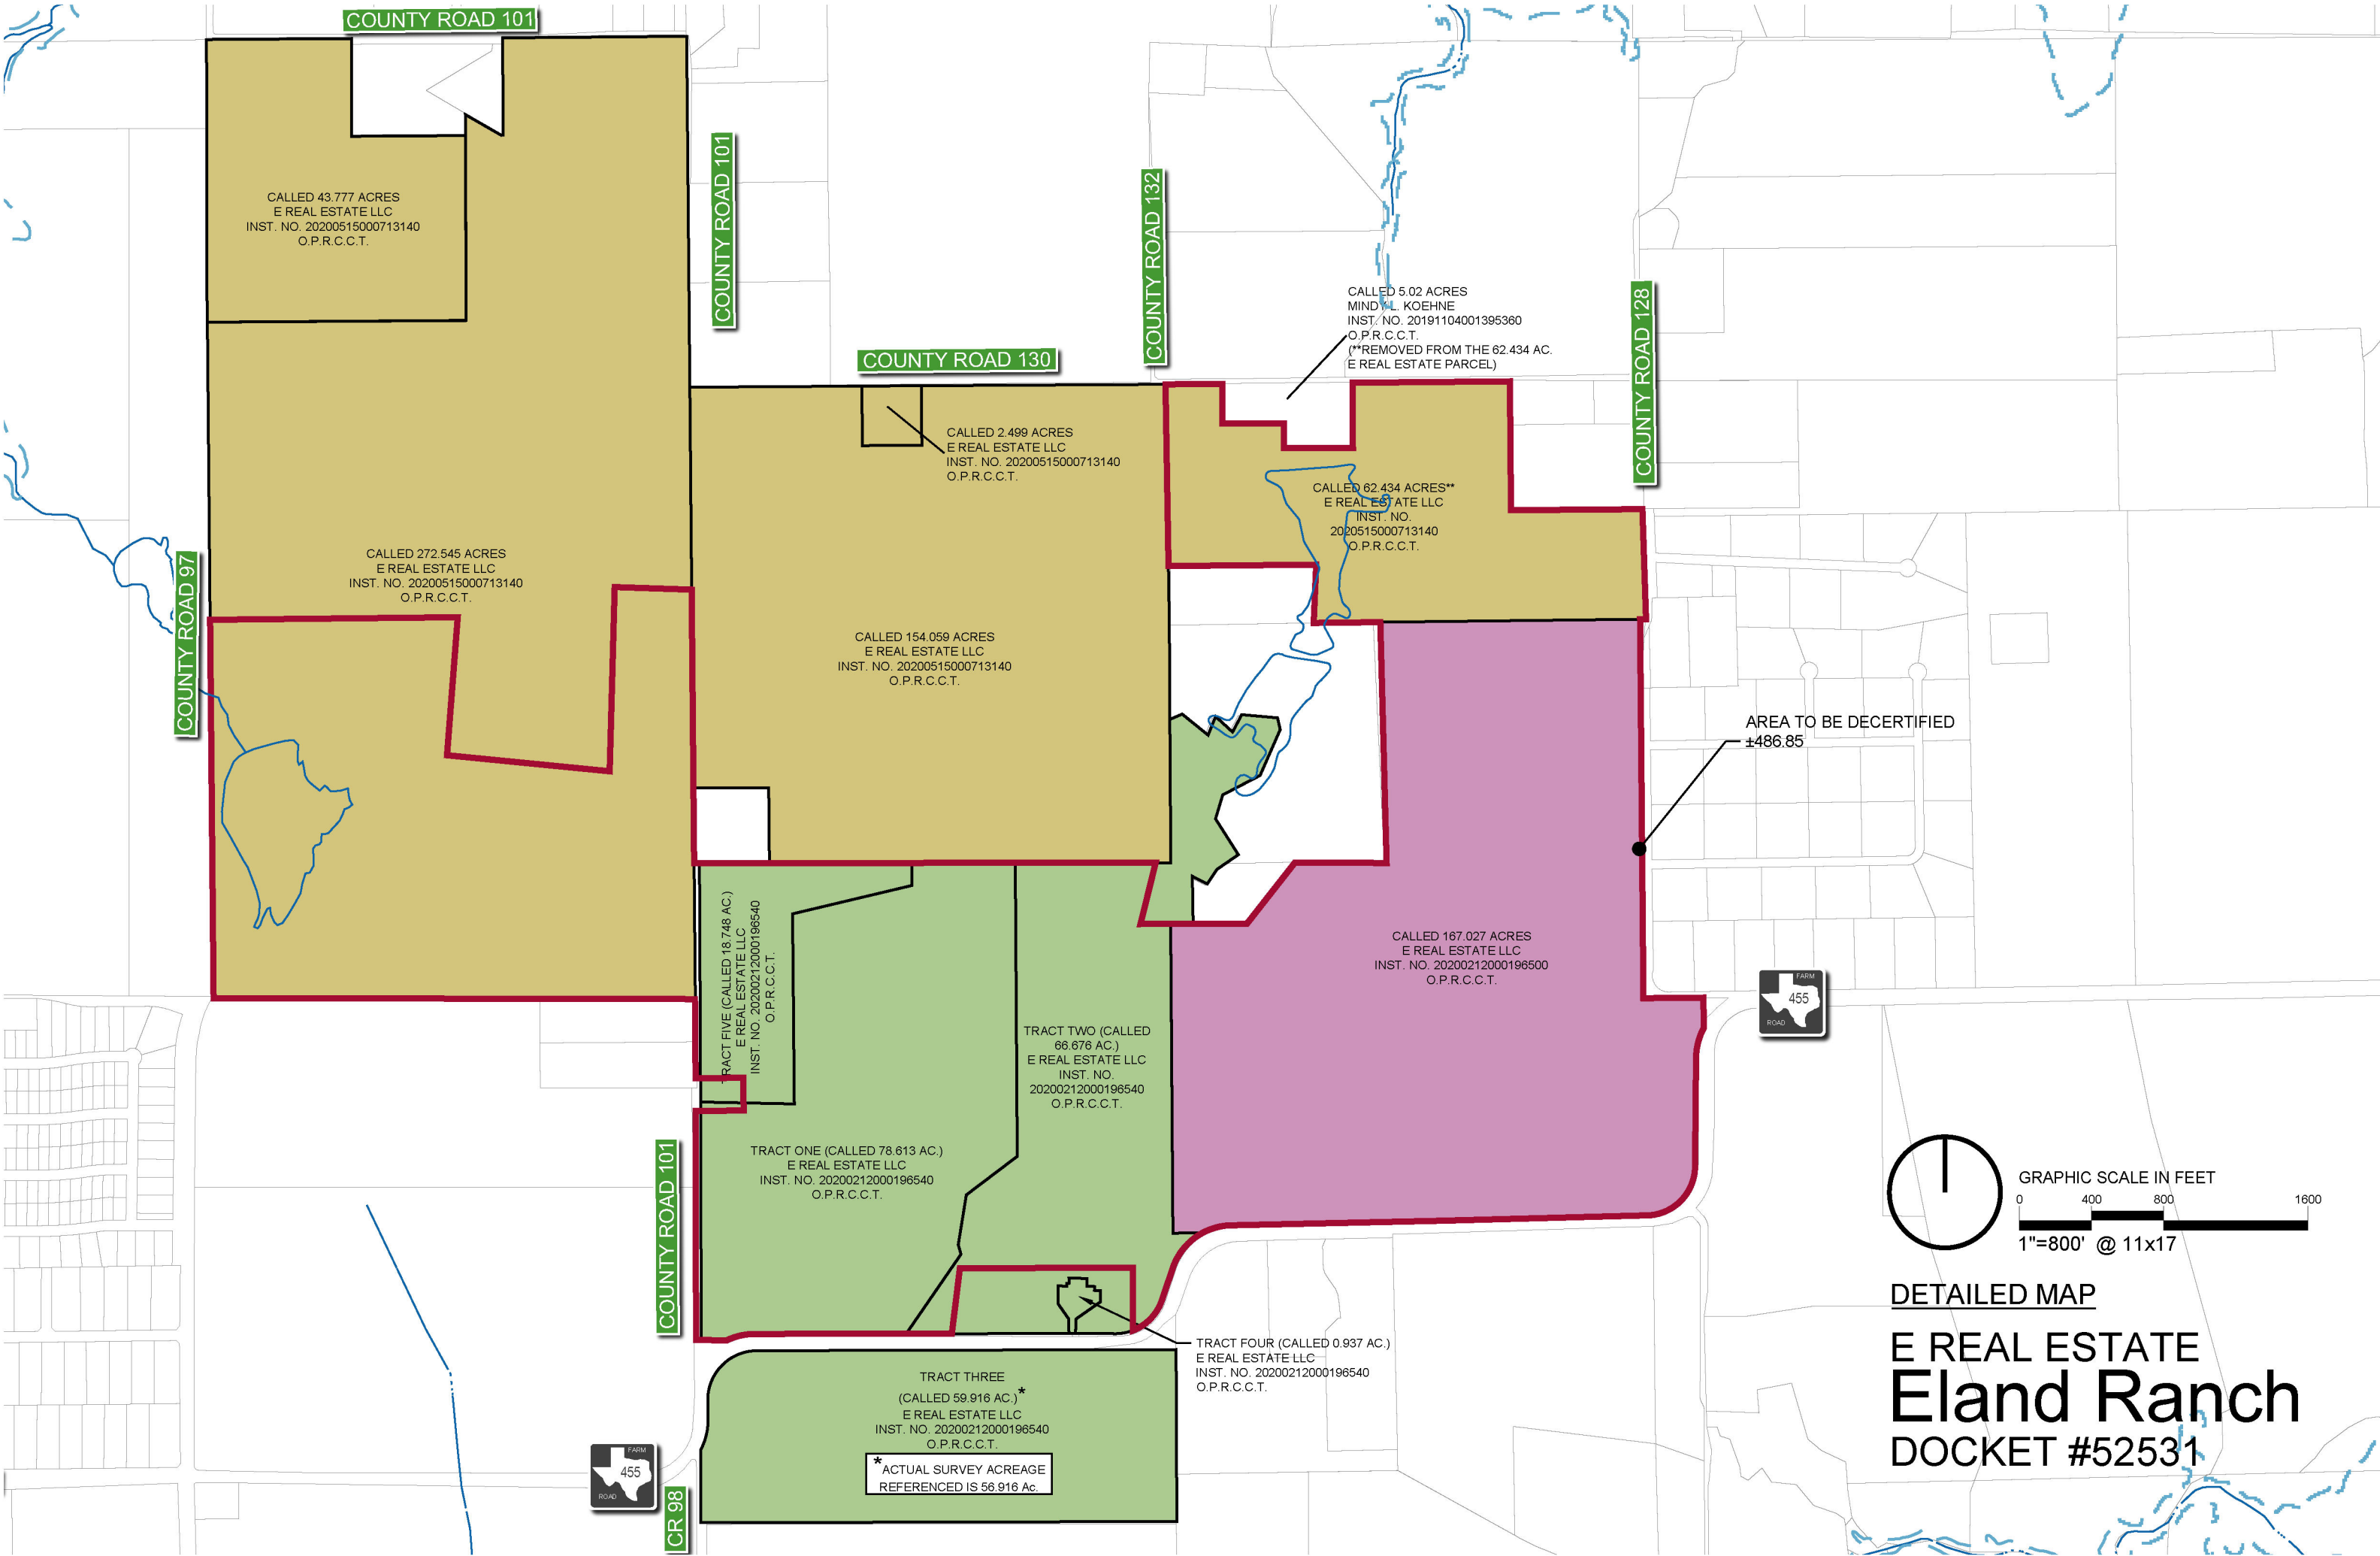 COUNTY ROAD 101
CALLED 43.777 ACRES
E REAL ESTATE LLC
INST. NO. 20200515000713140
O.P.R.C.C.T.
COUNTY ROAD 101
COUNTY ROAD 132
CALLED 5.02 ACRES
MINDY L. KOEHNE
INST. NO. 20191104001395360
O.P.R.C.C.T.
(**REMOVED FROM THE 62.434 AC.
E REAL ESTATE PARCEL)
COUNTY ROAD 128
COUNTY ROAD 130
CALLED 2.499 ACRES
E REAL ESTATE LLC
INST. NO. 20200515000713140
O.P.R.C.C.T.
CALLED 62.434 ACRES**
E REAL ESTATE LLC
INST. NO.
2020515000713140
O.P.R.C.C.T.
CALLED 272.545 ACRES
E REAL ESTATE LLC
INST. NO. 20200515000713140
O.P.R.C.C.T.
COUNTY ROAD 97
CALLED 154.059 ACRES
E REAL ESTATE LLC
INST. NO. 20200515000713140
O.P.R.C.C.T.
AREA TO BE DECERTIFIED
±486.85
TRACT FIVE (CALLED 18.748 AC.)
E REAL ESTATE LLC
INST. NO. 20200212000196540
O.P.R.C.C.T.
CALLED 167.027 ACRES
E REAL ESTATE LLC
INST. NO. 20200212000196500
O.P.R.C.C.T.
FARM
455
ROAD
TRACT TWO (CALLED
66.676 AC.)
E REAL ESTATE LLC
INST. NO.
20200212000196540
O.P.R.C.C.T.
TRACT ONE (CALLED 78.613 AC.)
E REAL ESTATE LLC
INST. NO. 20200212000196540
O.P.R.C.C.T.
COUNTY ROAD 101
GRAPHIC SCALE IN FEET
0 400 800 1600
1"=800' @ 11x17
DETAILED MAP
E REAL ESTATE
Eland Ranch
DOCKET #52531
TRACT FOUR (CALLED 0.937 AC.)
E REAL ESTATE LLC
INST. NO. 20200212000196540
O.P.R.C.C.T.
TRACT THREE
(CALLED 59.916 AC.)*
E REAL ESTATE LLC
INST. NO. 20200212000196540
O.P.R.C.C.T.
*ACTUAL SURVEY ACREAGE
REFERENCED IS 56.916 Ac.
FARM
455
ROAD
CR 98